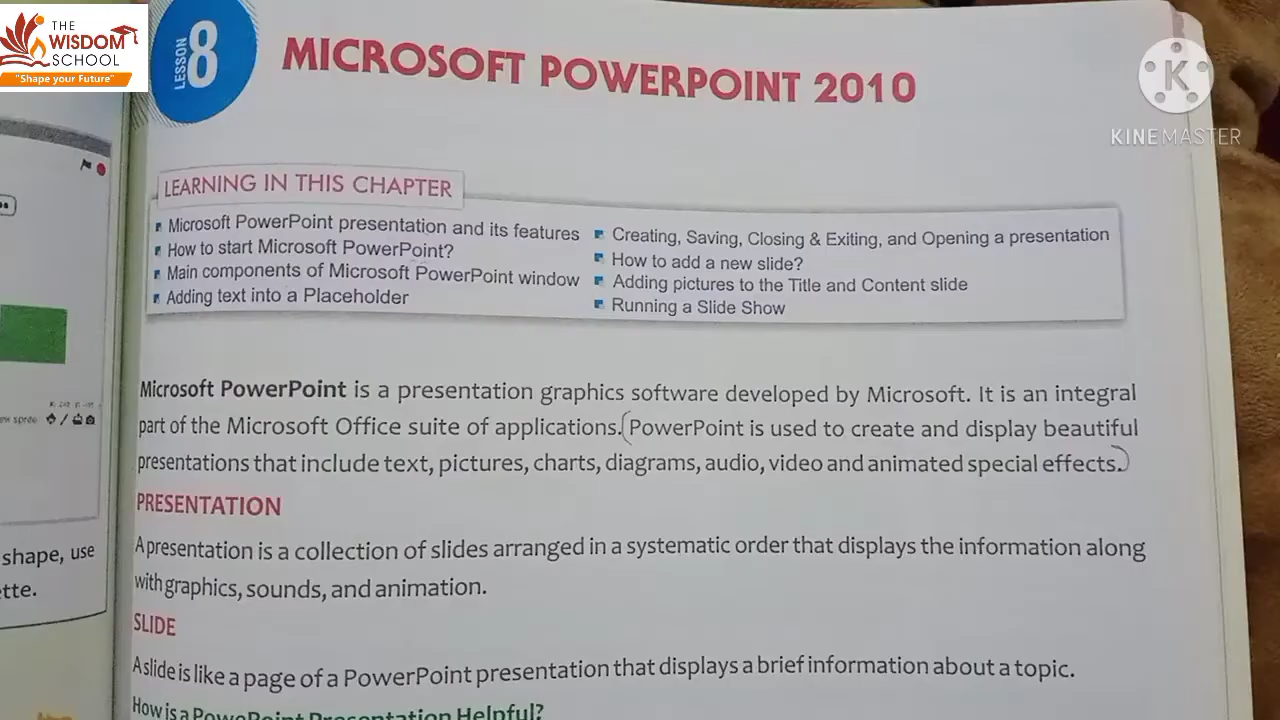 THE
WISDOM
SCHOOL
"Shape your Future"
LESSON
8
MICROSOFT POWERPOINT 2010
KINEMASTER
LEARNING IN THIS CHAPTER
Microsoft PowerPoint presentation and its features
How to start Microsoft PowerPoint?
Main components of Microsoft PowerPoint window
Adding text into a Placeholder
Creating, Saving, Closing & Exiting, and Opening a presentation
How to add a new slide?
Adding pictures to the Title and Content slide
Running a Slide Show
Microsoft PowerPoint is a presentation graphics software developed by Microsoft. It is an integral
part of the Microsoft Office suite of applications. (PowerPoint is used to create and display beautiful
presentations that include text, pictures, charts, diagrams, audio, video and animated special effects.)
PRESENTATION
A presentation is a collection of slides arranged in a systematic order that displays the information along
with graphics, sounds, and animation.
SLIDE
A slide is like a page of a PowerPoint presentation that displays a brief information about a topic.
How is a PowerPoint Presentation Helpful?
shape, use